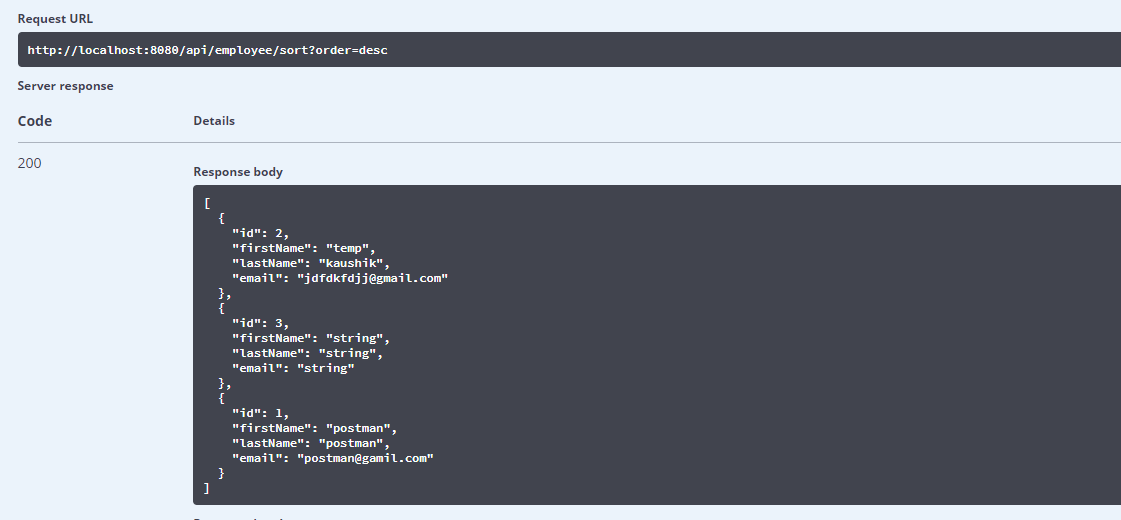 Request URL
http://localhost:8080/api/employee/sort?order=desc
Server response
Code Details
200
Response body
[
  {
    "id": 2,
    "firstName": "temp",
    "lastName": "kaushik",
    "email": "jdfdkfdjj@gmail.com"
  },
  {
    "id": 3,
    "firstName": "string",
    "lastName": "string",
    "email": "string"
  },
  {
    "id": 1,
    "firstName": "postman",
    "lastName": "postman",
    "email": "postman@gamil.com"
  }
]